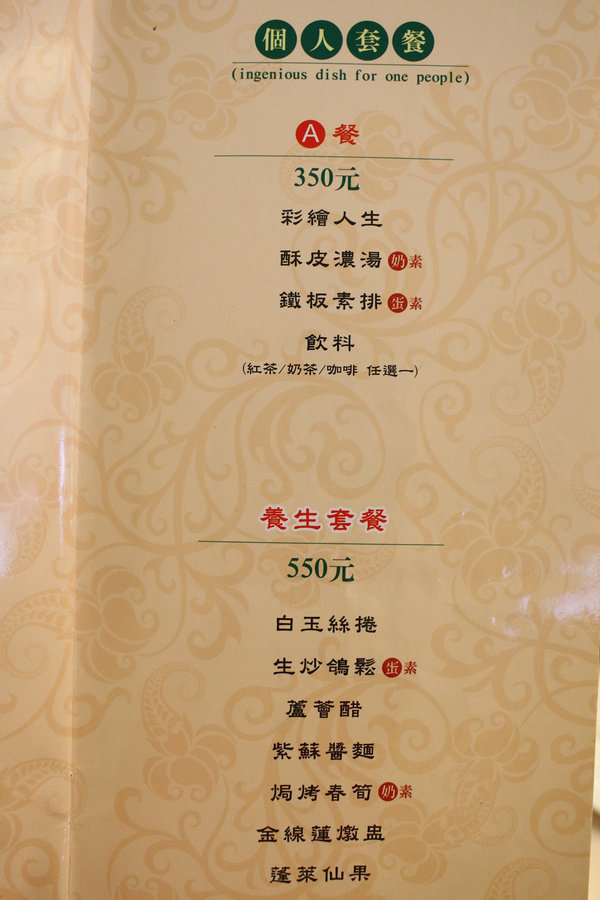 個人套餐
(ingenious dish for one people)
A餐
350元
彩繪人生
酥皮濃湯 奶素
鐵板素排 蛋素
飲料
(紅茶/奶茶/咖啡 任選一)
養生套餐
550元
白玉絲捲
生炒鴿鬆 蛋素
蘆薈醋
紫蘇醬麵
焗烤春筍 奶素
金線蓮燉盅
蓬萊仙果